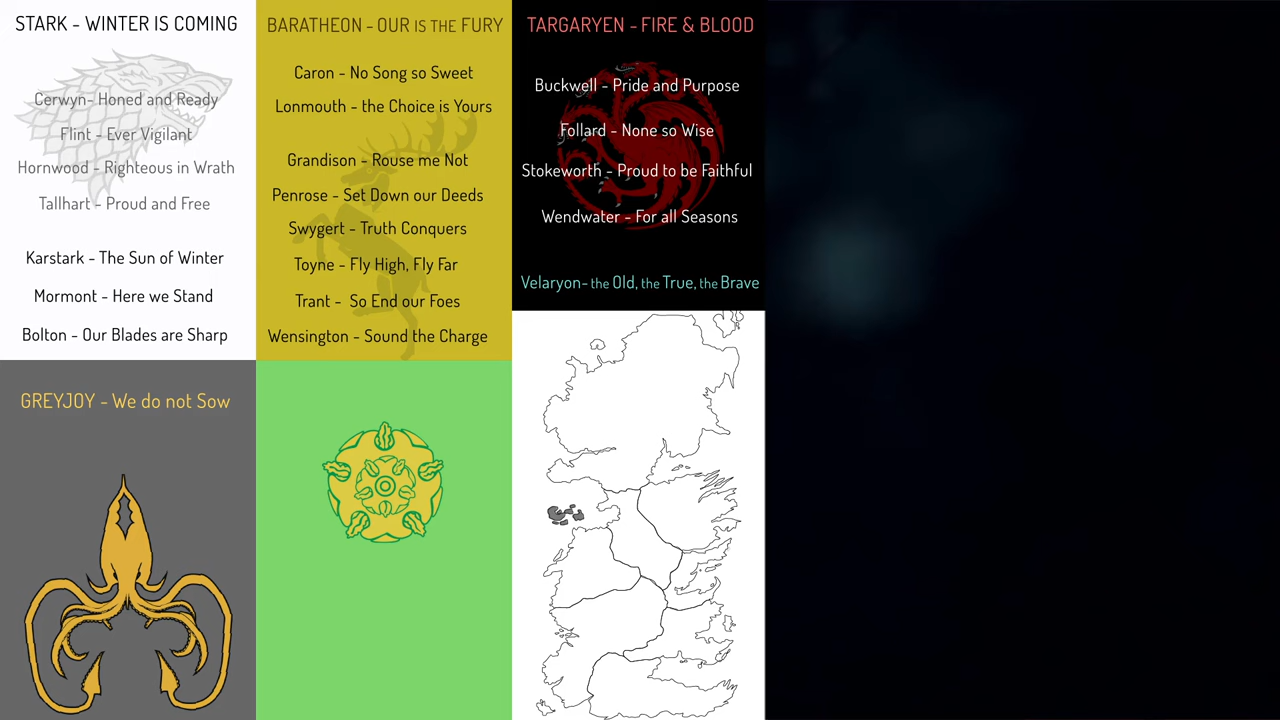 STARK - WINTER IS COMING
Cerwyn- Honed and Ready
Flint - Ever Vigilant
Hornwood - Righteous in Wrath
Tallhart - Proud and Free
Karstark - The Sun of Winter
Mormont - Here we Stand
Bolton - Our Blades are Sharp
BARATHEON - OUR IS THE FURY
Caron - No Song so Sweet
Lonmouth - the Choice is Yours
Grandison - Rouse me Not
Penrose - Set Down our Deeds
Swygert - Truth Conquers
Toyne - Fly High, Fly Far
Trant - So End our Foes
Wensington - Sound the Charge
TARGARYEN - FIRE & BLOOD
Buckwell - Pride and Purpose
Follard - None so Wise
Stokeworth - Proud to be Faithful
Wendwater - For all Seasons
Velaryon- the Old, the True, the Brave
GREYJOY - We do not Sow